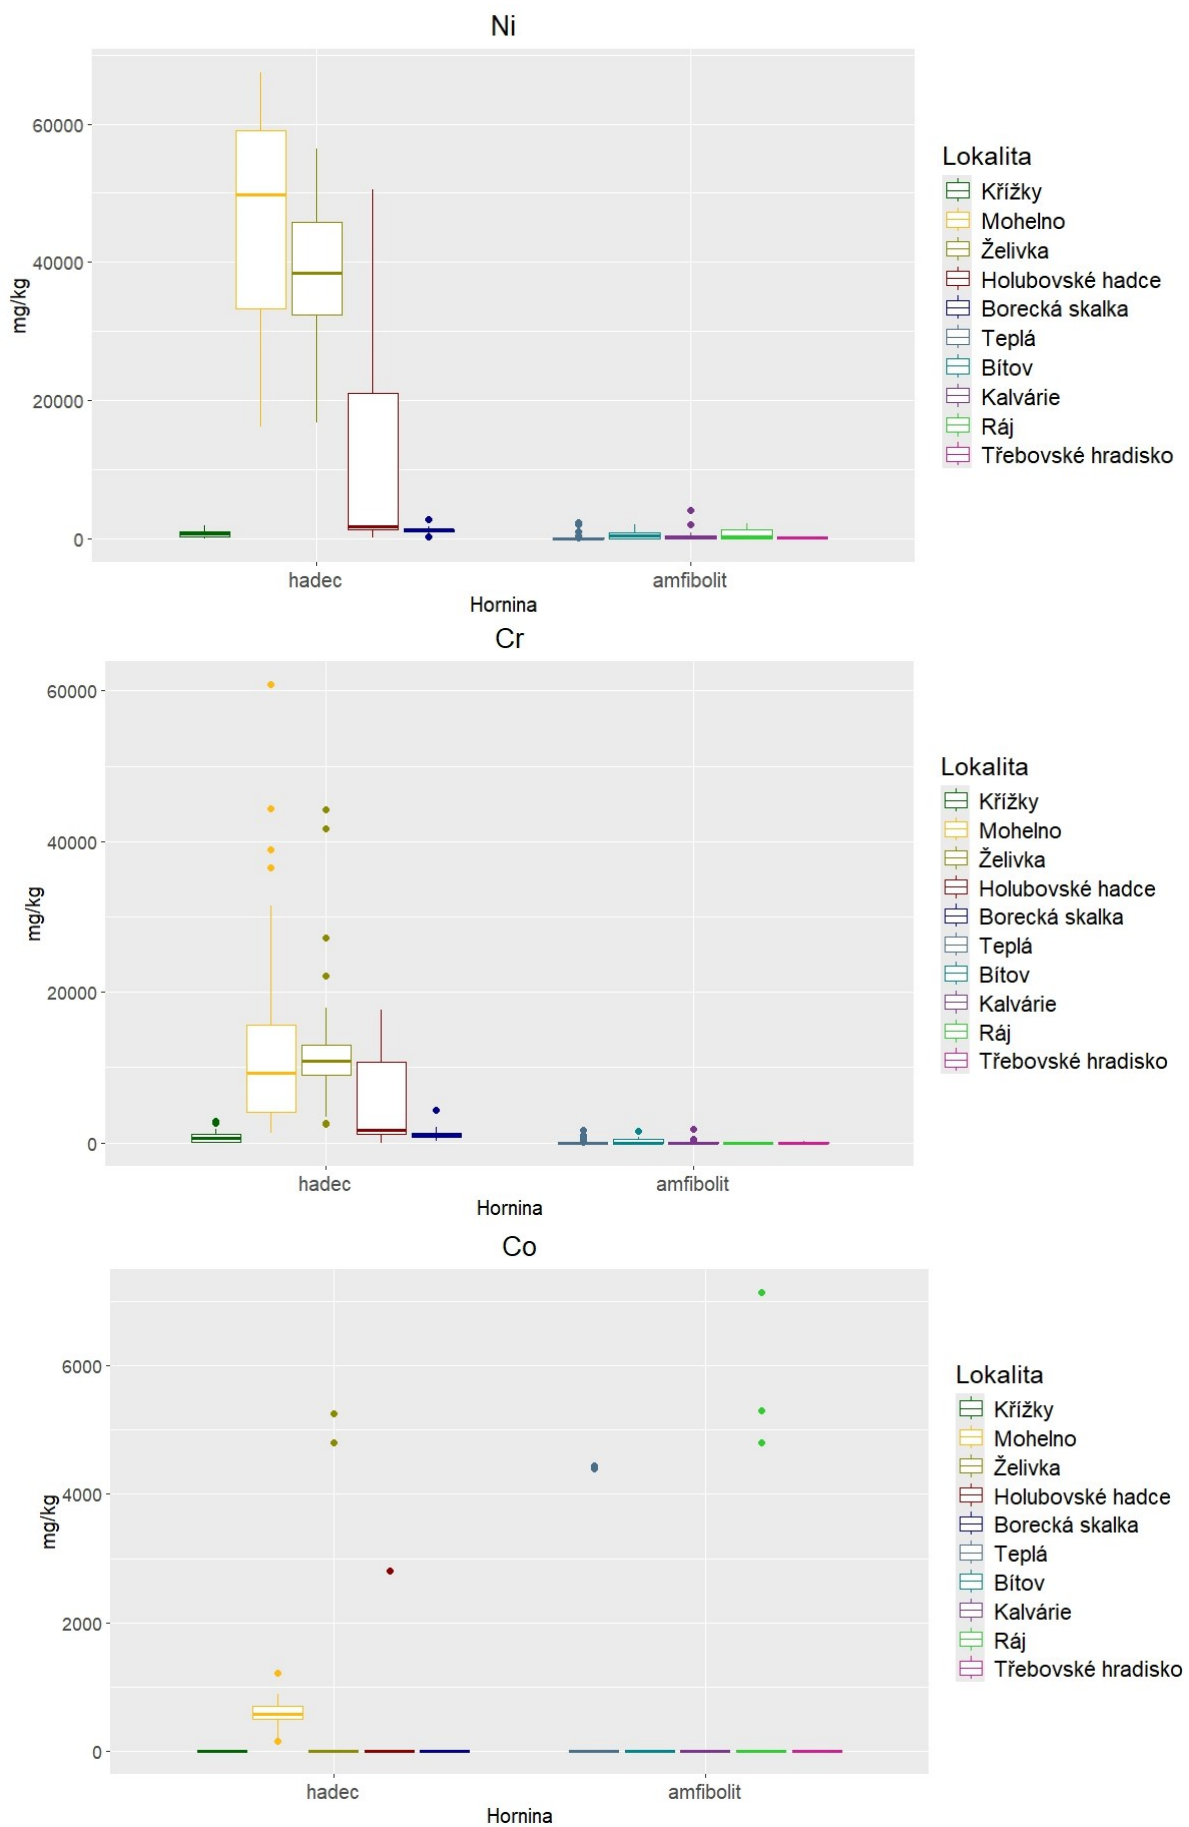 Ni
60000
40000
20000
0
mg/kg
hadec
amfibolit
Hornina
Lokalita
Křížky
Mohelno
Želivka
Holubovské hadce
Borecká skalka
Teplá
Bítov
Kalvárie
Ráj
Třebovské hradisko
Cr
60000
40000
20000
0
mg/kg
hadec
amfibolit
Hornina
Lokalita
Křížky
Mohelno
Želivka
Holubovské hadce
Borecká skalka
Teplá
Bítov
Kalvárie
Ráj
Třebovské hradisko
Co
6000
4000
2000
0
mg/kg
hadec
amfibolit
Hornina
Lokalita
Křížky
Mohelno
Želivka
Holubovské hadce
Borecká skalka
Teplá
Bítov
Kalvárie
Ráj
Třebovské hradisko